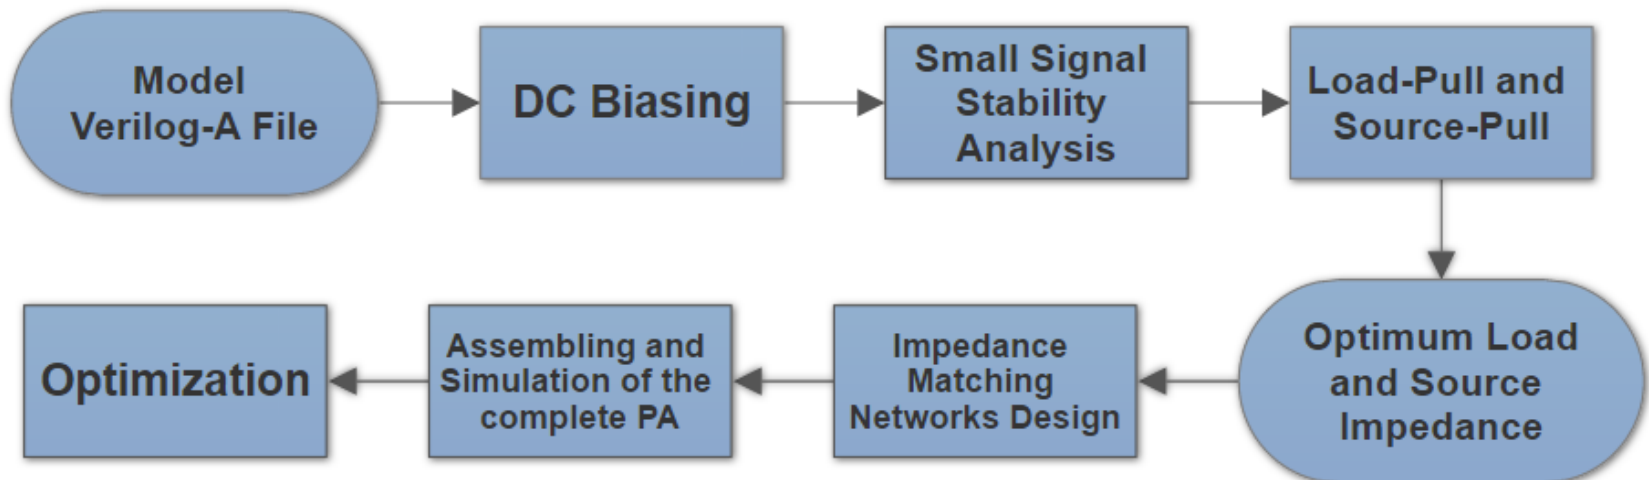 Model
Verilog-A File
DC Biasing
Small Signal
Stability
Analysis
Load-Pull and
Source-Pull
Optimum Load
and Source
Impedance
Impedance
Matching
Networks Design
Assembling and
Simulation of the
complete PA
Optimization